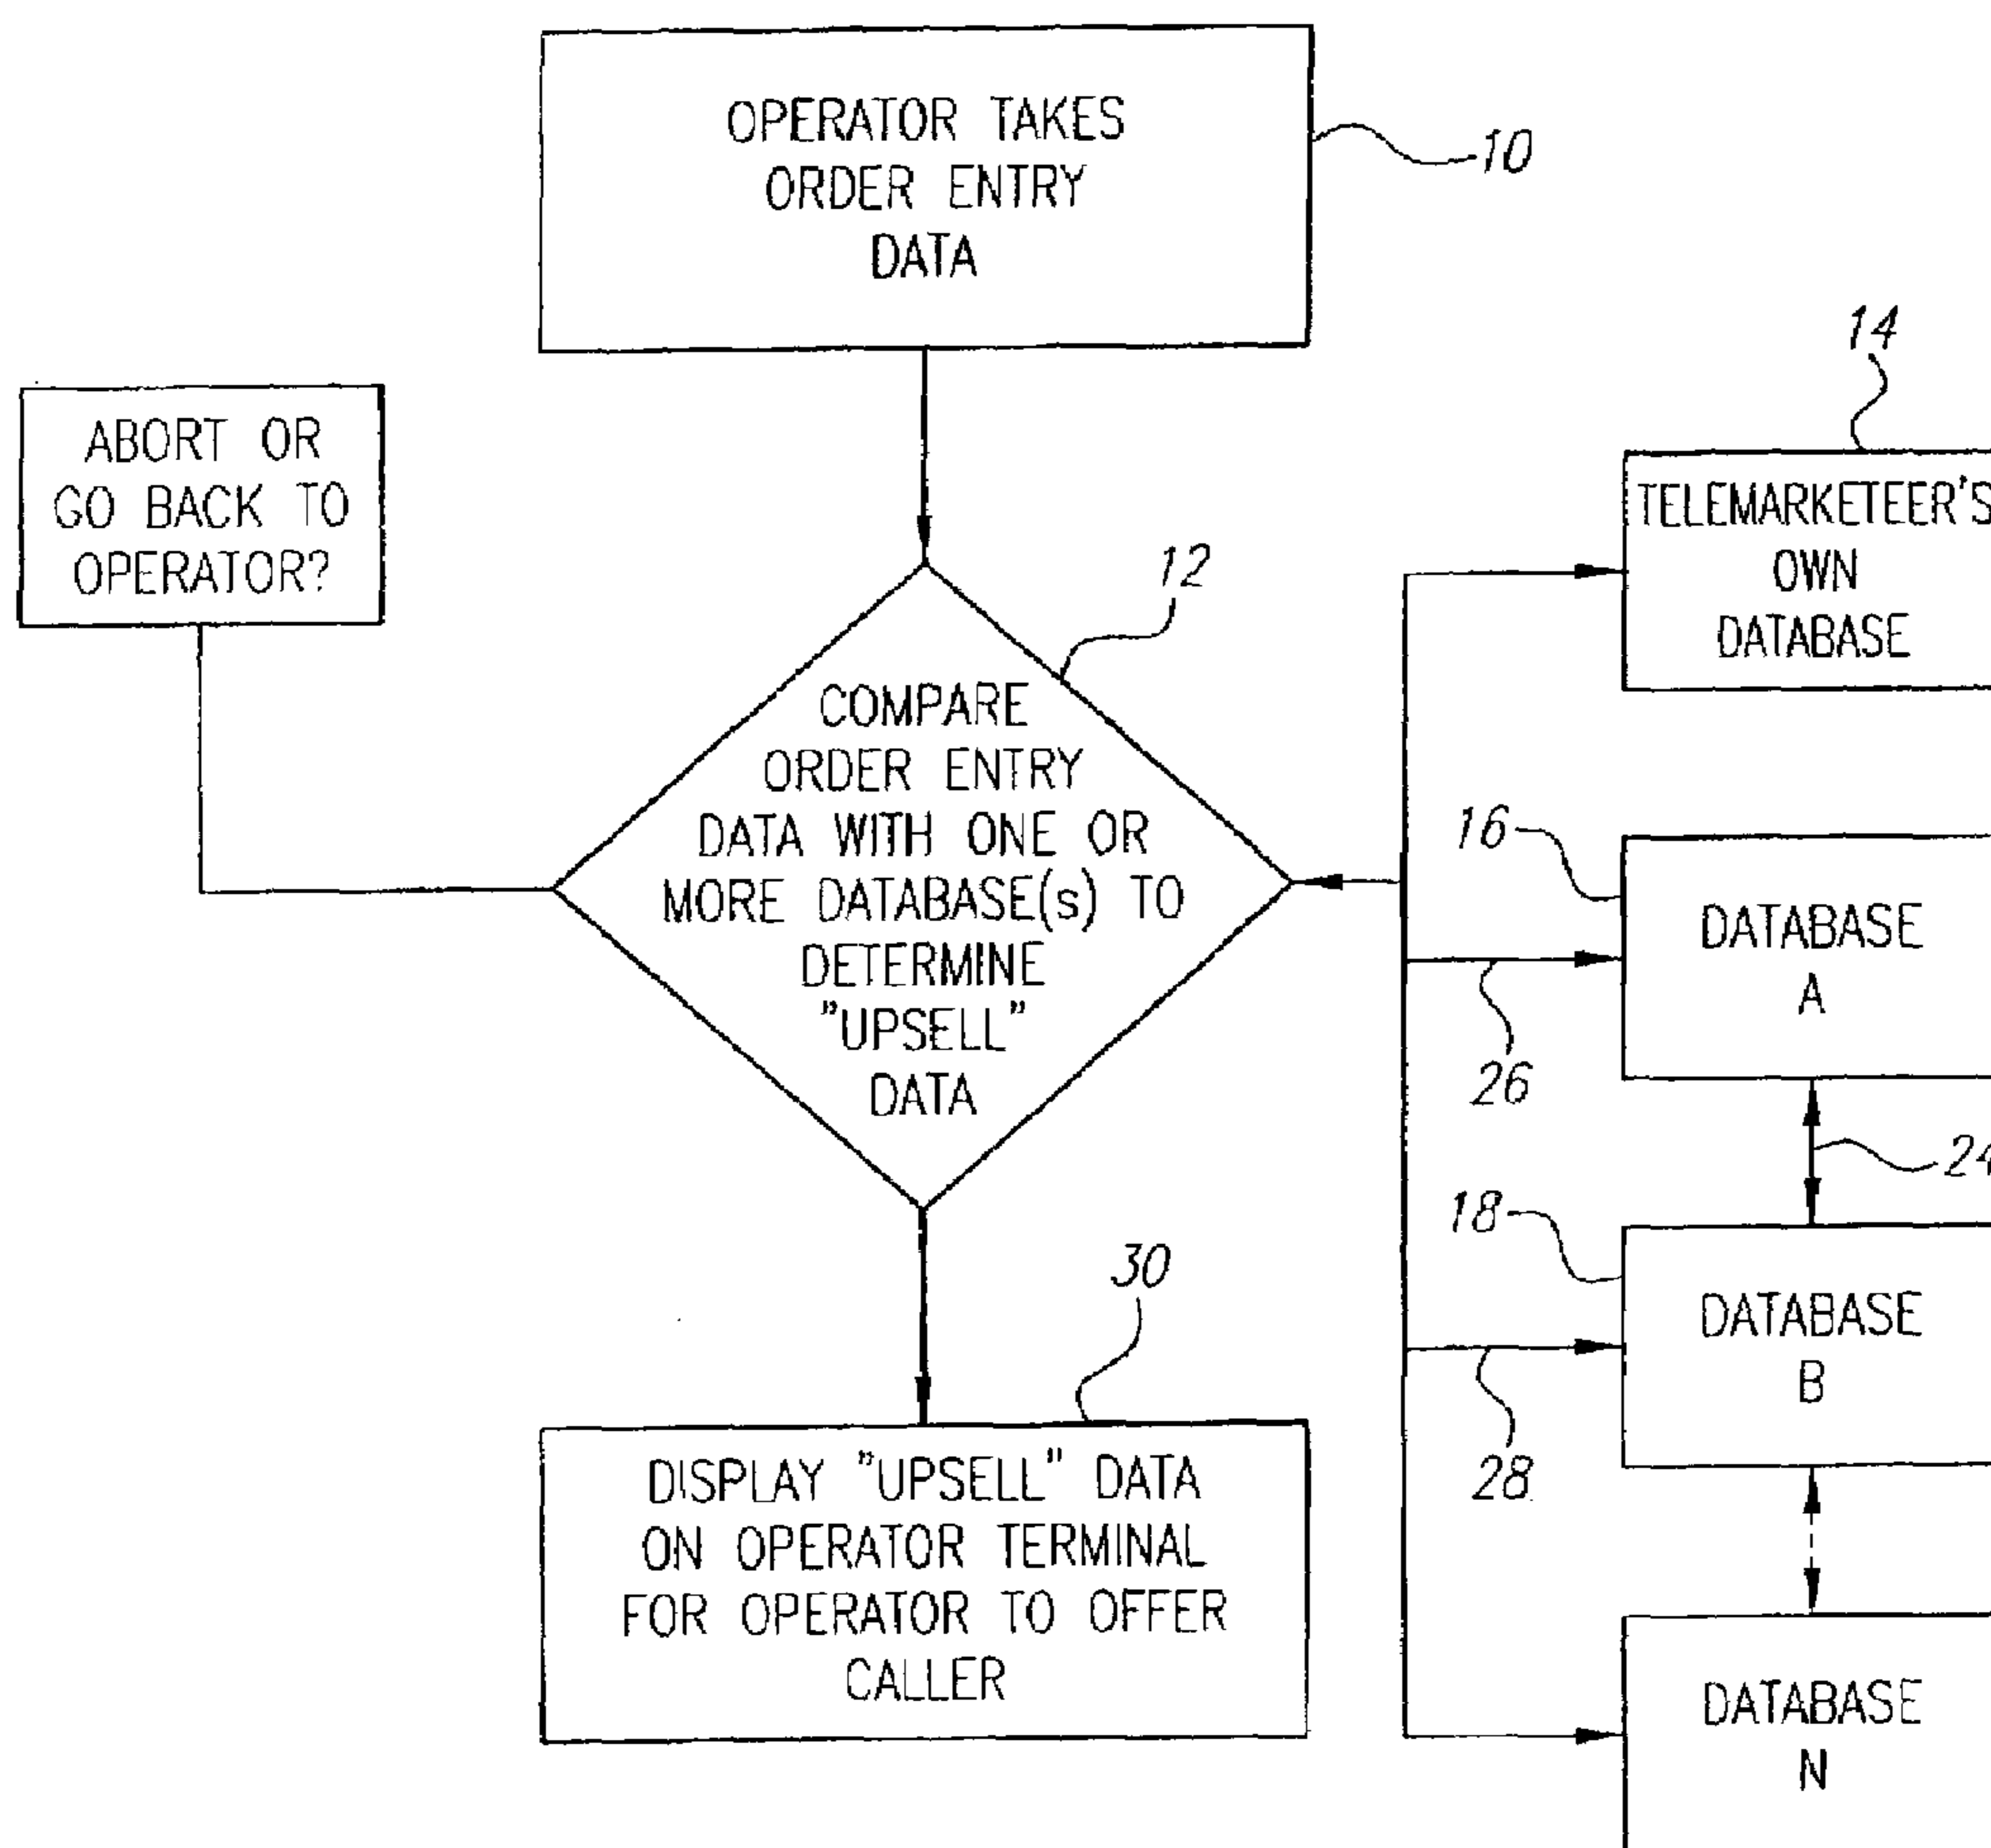 OPERATOR TAKES
ORDER ENTRY
DATA
10
ABORT OR
GO BACK TO
OPERATOR?
12
COMPARE
ORDER ENTRY
DATA WITH ONE OR
MORE DATABASE(s) TO
DETERMINE
"UPSELL"
DATA
14
TELEMARKETEER'S
OWN
DATABASE
16
DATABASE
A
26
24
18
DATABASE
B
28
30
DISPLAY "UPSELL" DATA
ON OPERATOR TERMINAL
FOR OPERATOR TO OFFER
CALLER
DATABASE
N